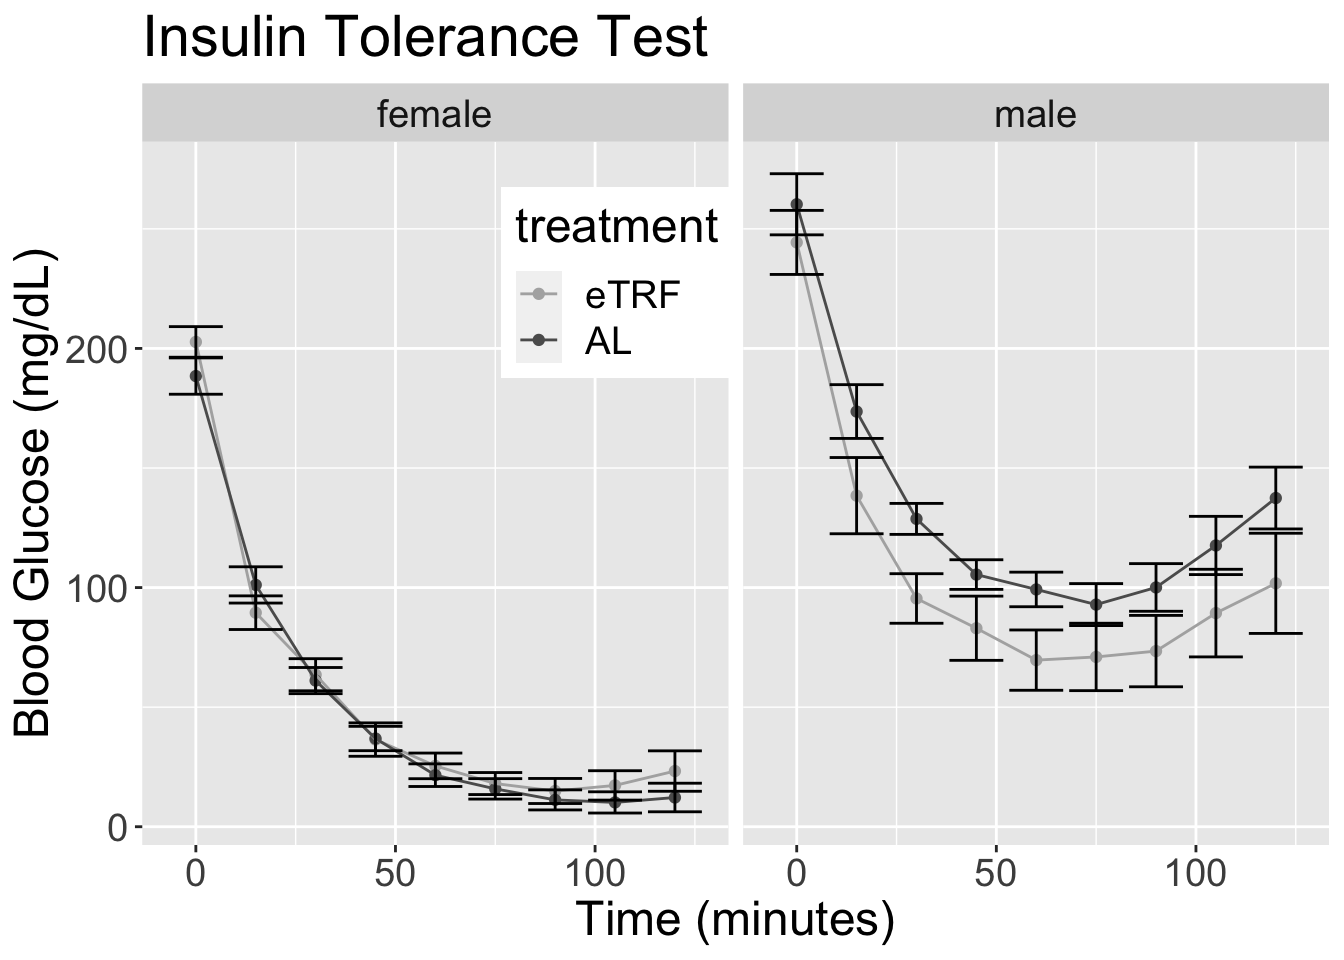 Insulin Tolerance Test
female
male
treatment
eTRF
AL
Blood Glucose (mg/dL)
200
100
0
0 50 100
0 50 100
Time (minutes)